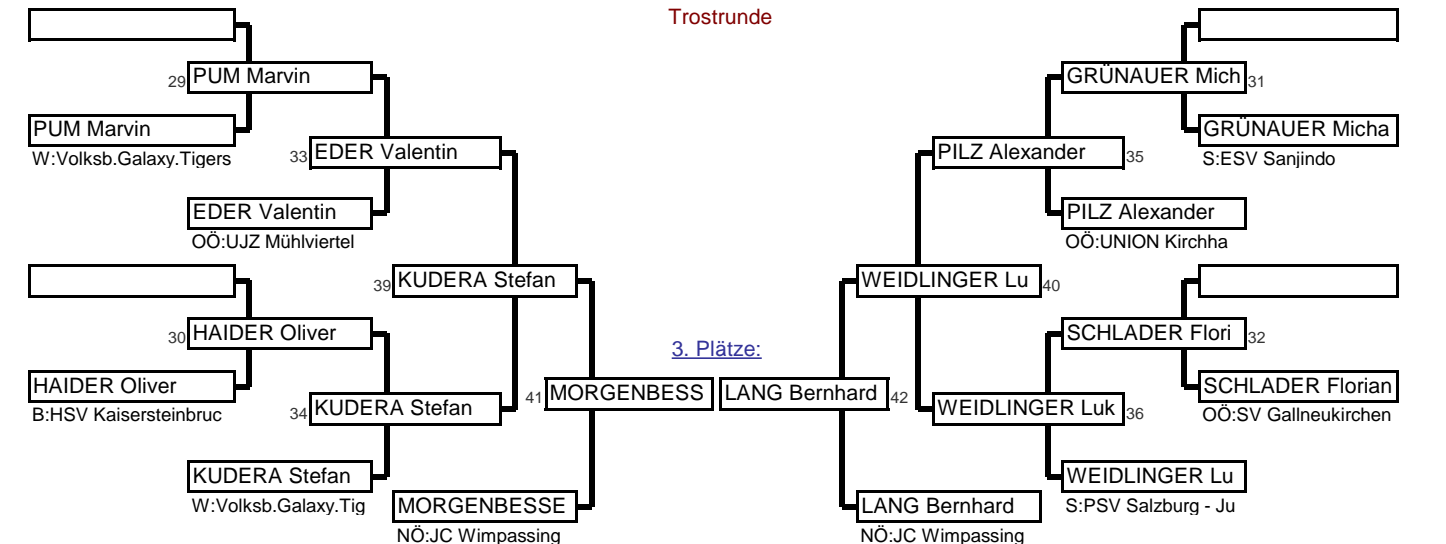 Trostrunde
29 PUM Marvin
GRÜNAUER Mich 31
PUM Marvin
W:Volksb.Galaxy.Tigers
GRÜNAUER Micha
S:ESV Sanjindo
33 EDER Valentin
PILZ Alexander 35
EDER Valentin
OÖ:UJZ Mühlviertel
PILZ Alexander
OÖ:UNION Kirchha
39 KUDERA Stefan
WEIDLINGER Lu 40
30 HAIDER Oliver
SCHLADER Flori 32
3. Plätze:
HAIDER Oliver
B:HSV Kaisersteinbruc
SCHLADER Florian
OÖ:SV Gallneukirchen
41 MORGENBESS
LANG Bernhard 42
34 KUDERA Stefan
WEIDLINGER Luk 36
KUDERA Stefan
W:Volksb.Galaxy.Tig
WEIDLINGER Lu
S:PSV Salzburg - Ju
MORGENBESSE
NÖ:JC Wimpassing
LANG Bernhard
NÖ:JC Wimpassing